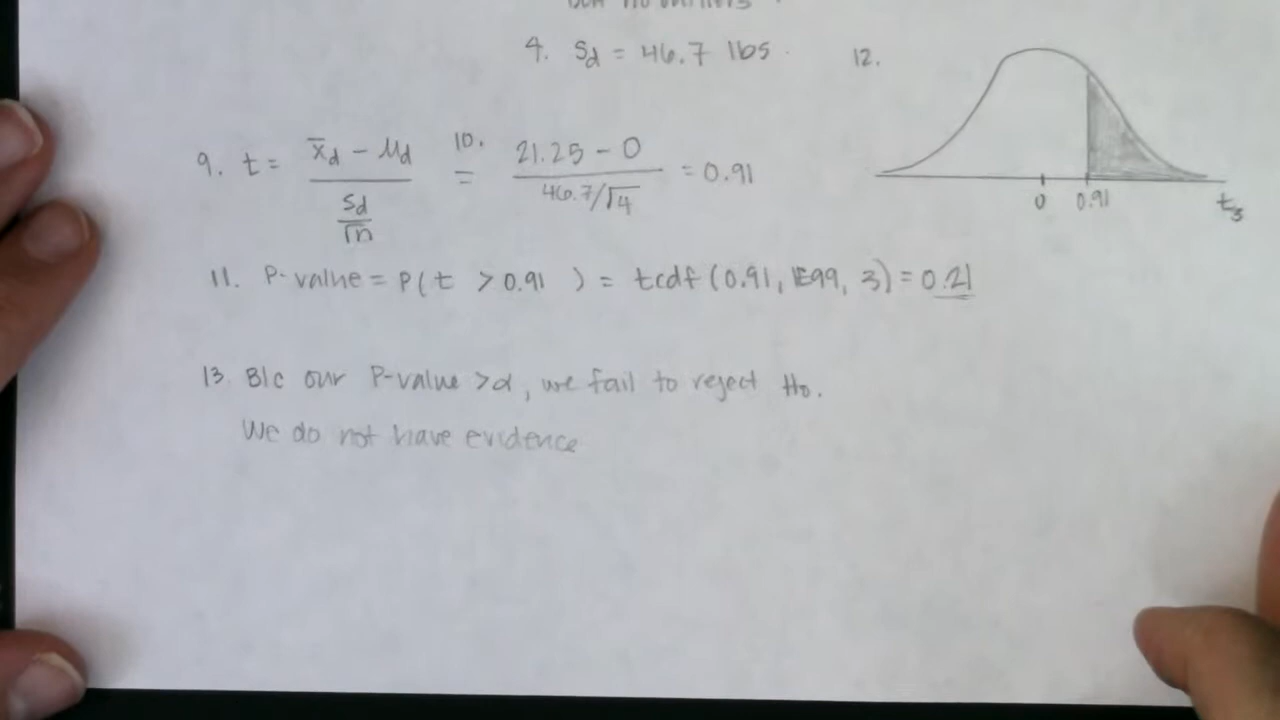 4. Sd = 46.7 lbs.
12.
9. t = x̄d - μd / sd/√n 10. = 21.25 - 0 / 46.7/√4 = 0.91
0 0.91 t3
11. P-value = P( t > 0.91 ) = tcdf (0.91, 1E99, 3) = 0.21
13. B/c our P-value > α, we fail to reject Ho.
We do not have evidence